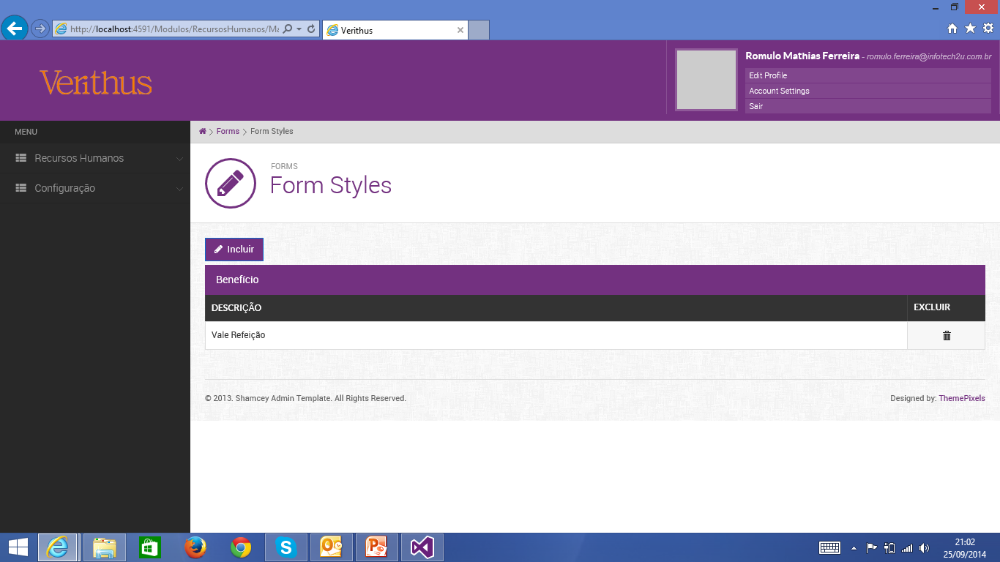 http://localhost:4591/Modulos/RecursosHumanos/Ma
Verithus
Verithus
Romulo Mathias Ferreira - romulo.ferreira@infotech2u.com.br
Edit Profile
Account Settings
Sair
MENU
Recursos Humanos
Configuração
Forms
Form Styles
FORMS
Form Styles
Incluir
Benefício
DESCRIÇÃO
EXCLUIR
Vale Refeição
© 2013. Shamcey Admin Template. All Rights Reserved.
Designed by: ThemePixels
21:02
25/09/2014